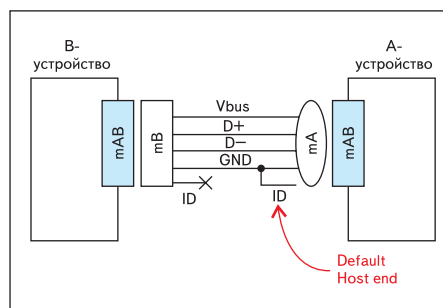 B-
устройство
A-
устройство
mAB
mB
Vbus
D+
D−
GND
ID
ID
mA
mAB
Default
Host end